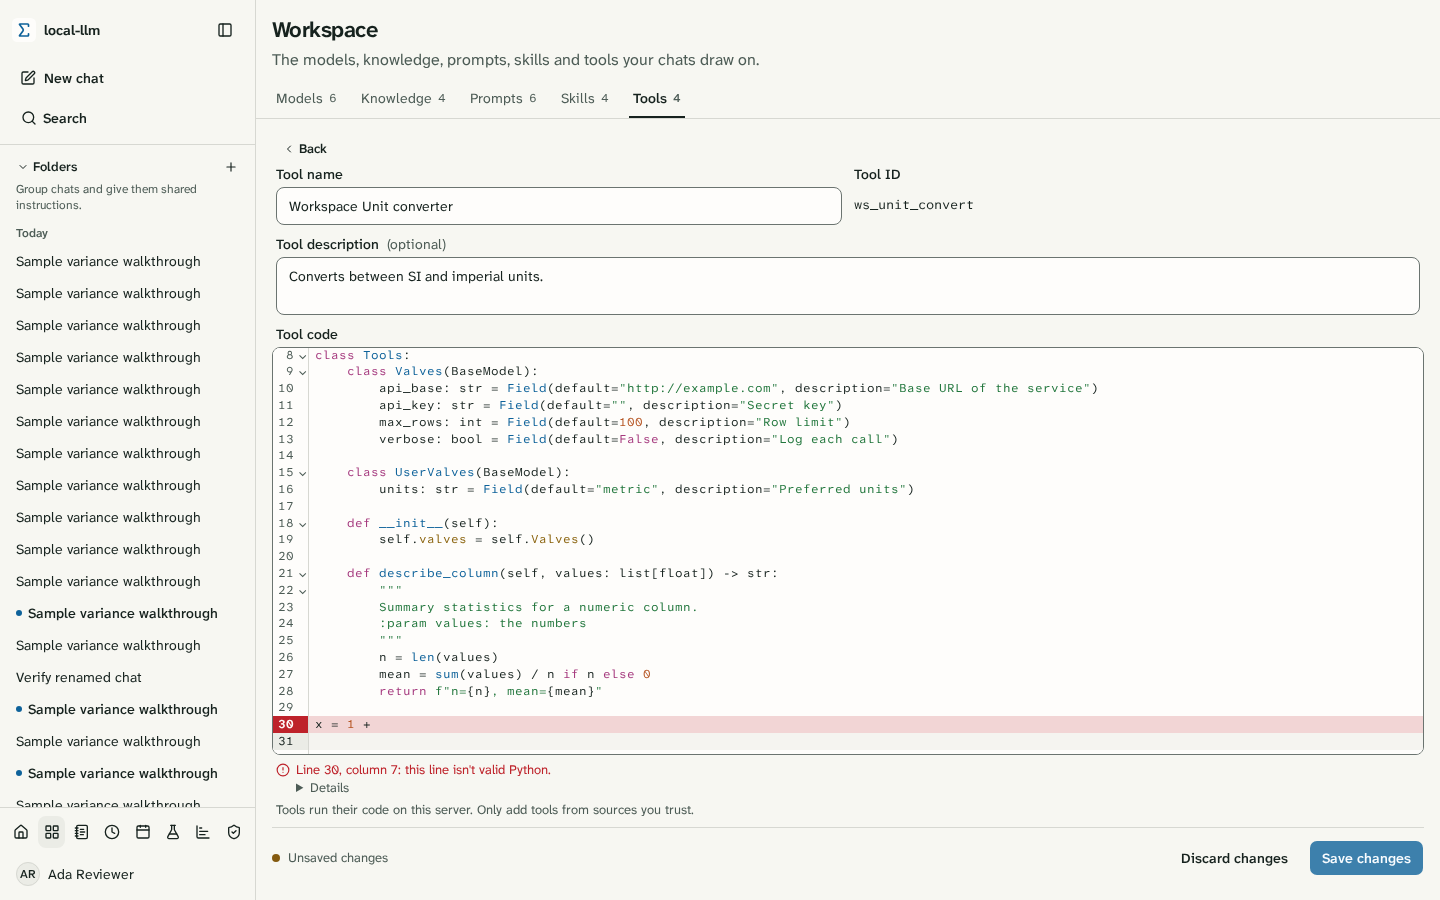 local-llm
New chat
Search
Folders
Group chats and give them shared
instructions.
Today
Sample variance walkthrough
Sample variance walkthrough
Sample variance walkthrough
Sample variance walkthrough
Sample variance walkthrough
Sample variance walkthrough
Sample variance walkthrough
Sample variance walkthrough
Sample variance walkthrough
Sample variance walkthrough
Sample variance walkthrough
Sample variance walkthrough
Sample variance walkthrough
Verify renamed chat
Sample variance walkthrough
Sample variance walkthrough
Sample variance walkthrough
Sample variance walkthrough
AR Ada Reviewer
Workspace
The models, knowledge, prompts, skills and tools your chats draw on.
Models 6 Knowledge 4 Prompts 6 Skills 4 Tools 4
Back
Tool name Tool ID
Workspace Unit converter ws_unit_convert
Tool description (optional)
Converts between SI and imperial units.
Tool code
8 class Tools:
9     class Valves(BaseModel):
10         api_base: str = Field(default="http://example.com", description="Base URL of the service")
11         api_key: str = Field(default="", description="Secret key")
12         max_rows: int = Field(default=100, description="Row limit")
13         verbose: bool = Field(default=False, description="Log each call")
14
15     class UserValves(BaseModel):
16         units: str = Field(default="metric", description="Preferred units")
17
18     def __init__(self):
19         self.valves = self.Valves()
20
21     def describe_column(self, values: list[float]) -> str:
22         """
23         Summary statistics for a numeric column.
24         :param values: the numbers
25         """
26         n = len(values)
27         mean = sum(values) / n if n else 0
28         return f"n={n}, mean={mean}"
29
30 x = 1 +
31
Line 30, column 7: this line isn't valid Python.
Details
Tools run their code on this server. Only add tools from sources you trust.
Unsaved changes Discard changes Save changes